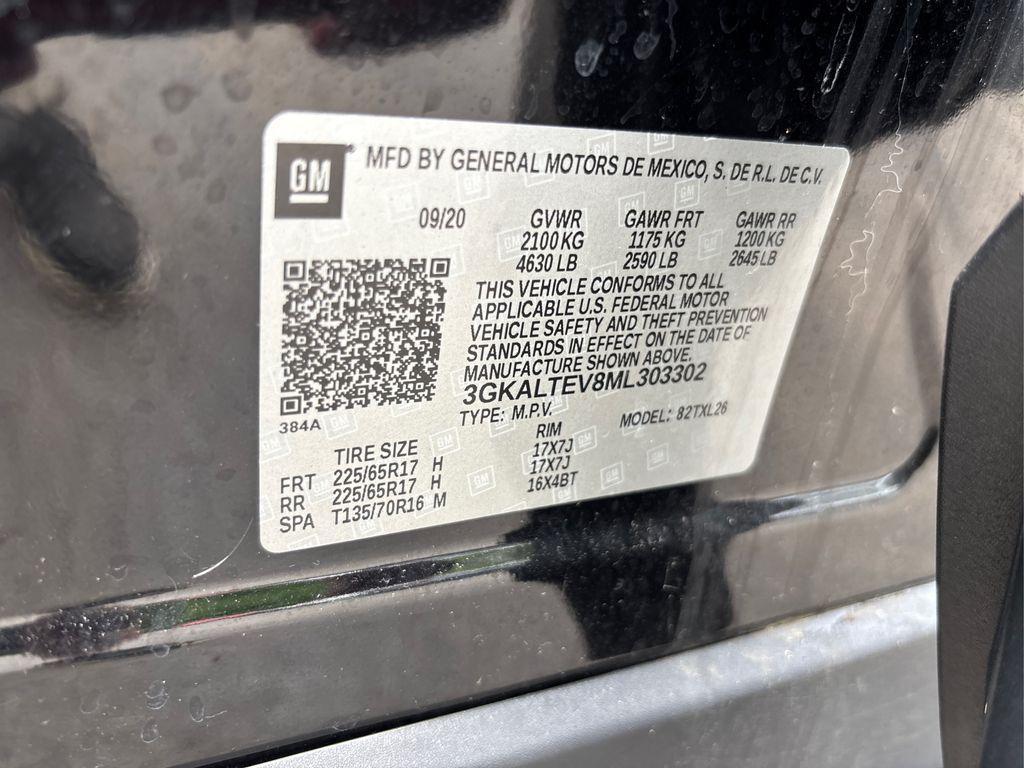 GM MFD BY GENERAL MOTORS DE MEXICO, S. DE R.L. DE C.V.
09/20 GVWR GAWR FRT GAWR RR
2100 KG 1175 KG 1200 KG
4630 LB 2590 LB 2645 LB
THIS VEHICLE CONFORMS TO ALL
APPLICABLE U.S. FEDERAL MOTOR
VEHICLE SAFETY AND THEFT PREVENTION
STANDARDS IN EFFECT ON THE DATE OF
MANUFACTURE SHOWN ABOVE.
3GKALTEV8ML303302
384A
TYPE: M.P.V. MODEL: 82TXL26
TIRE SIZE RIM
FRT 225/65R17 H 17X7J
RR 225/65R17 H 17X7J
SPA T135/70R16 M 16X4BT